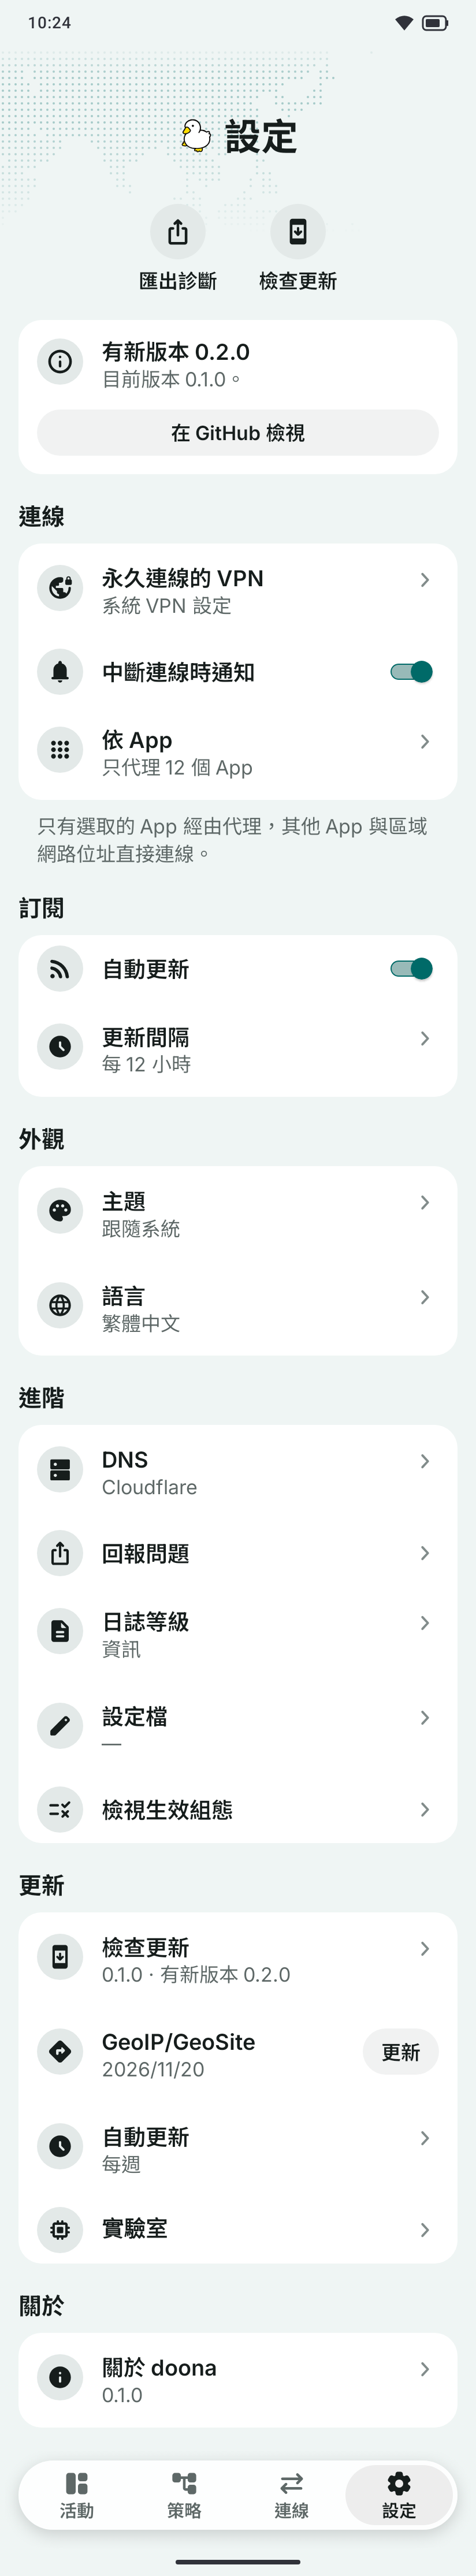 10:24
設定
匯出診斷
檢查更新
有新版本 0.2.0
目前版本 0.1.0。
在 GitHub 檢視
連線
永久連線的 VPN
系統 VPN 設定
中斷連線時通知
依 App
只代理 12 個 App
只有選取的 App 經由代理，其他 App 與區域
網路位址直接連線。
訂閱
自動更新
更新間隔
每 12 小時
外觀
主題
跟隨系統
語言
繁體中文
進階
DNS
Cloudflare
回報問題
日誌等級
資訊
設定檔
—
檢視生效組態
更新
檢查更新
0.1.0 · 有新版本 0.2.0
GeoIP/GeoSite
2026/11/20
更新
自動更新
每週
實驗室
關於
關於 doona
0.1.0
活動
策略
連線
設定